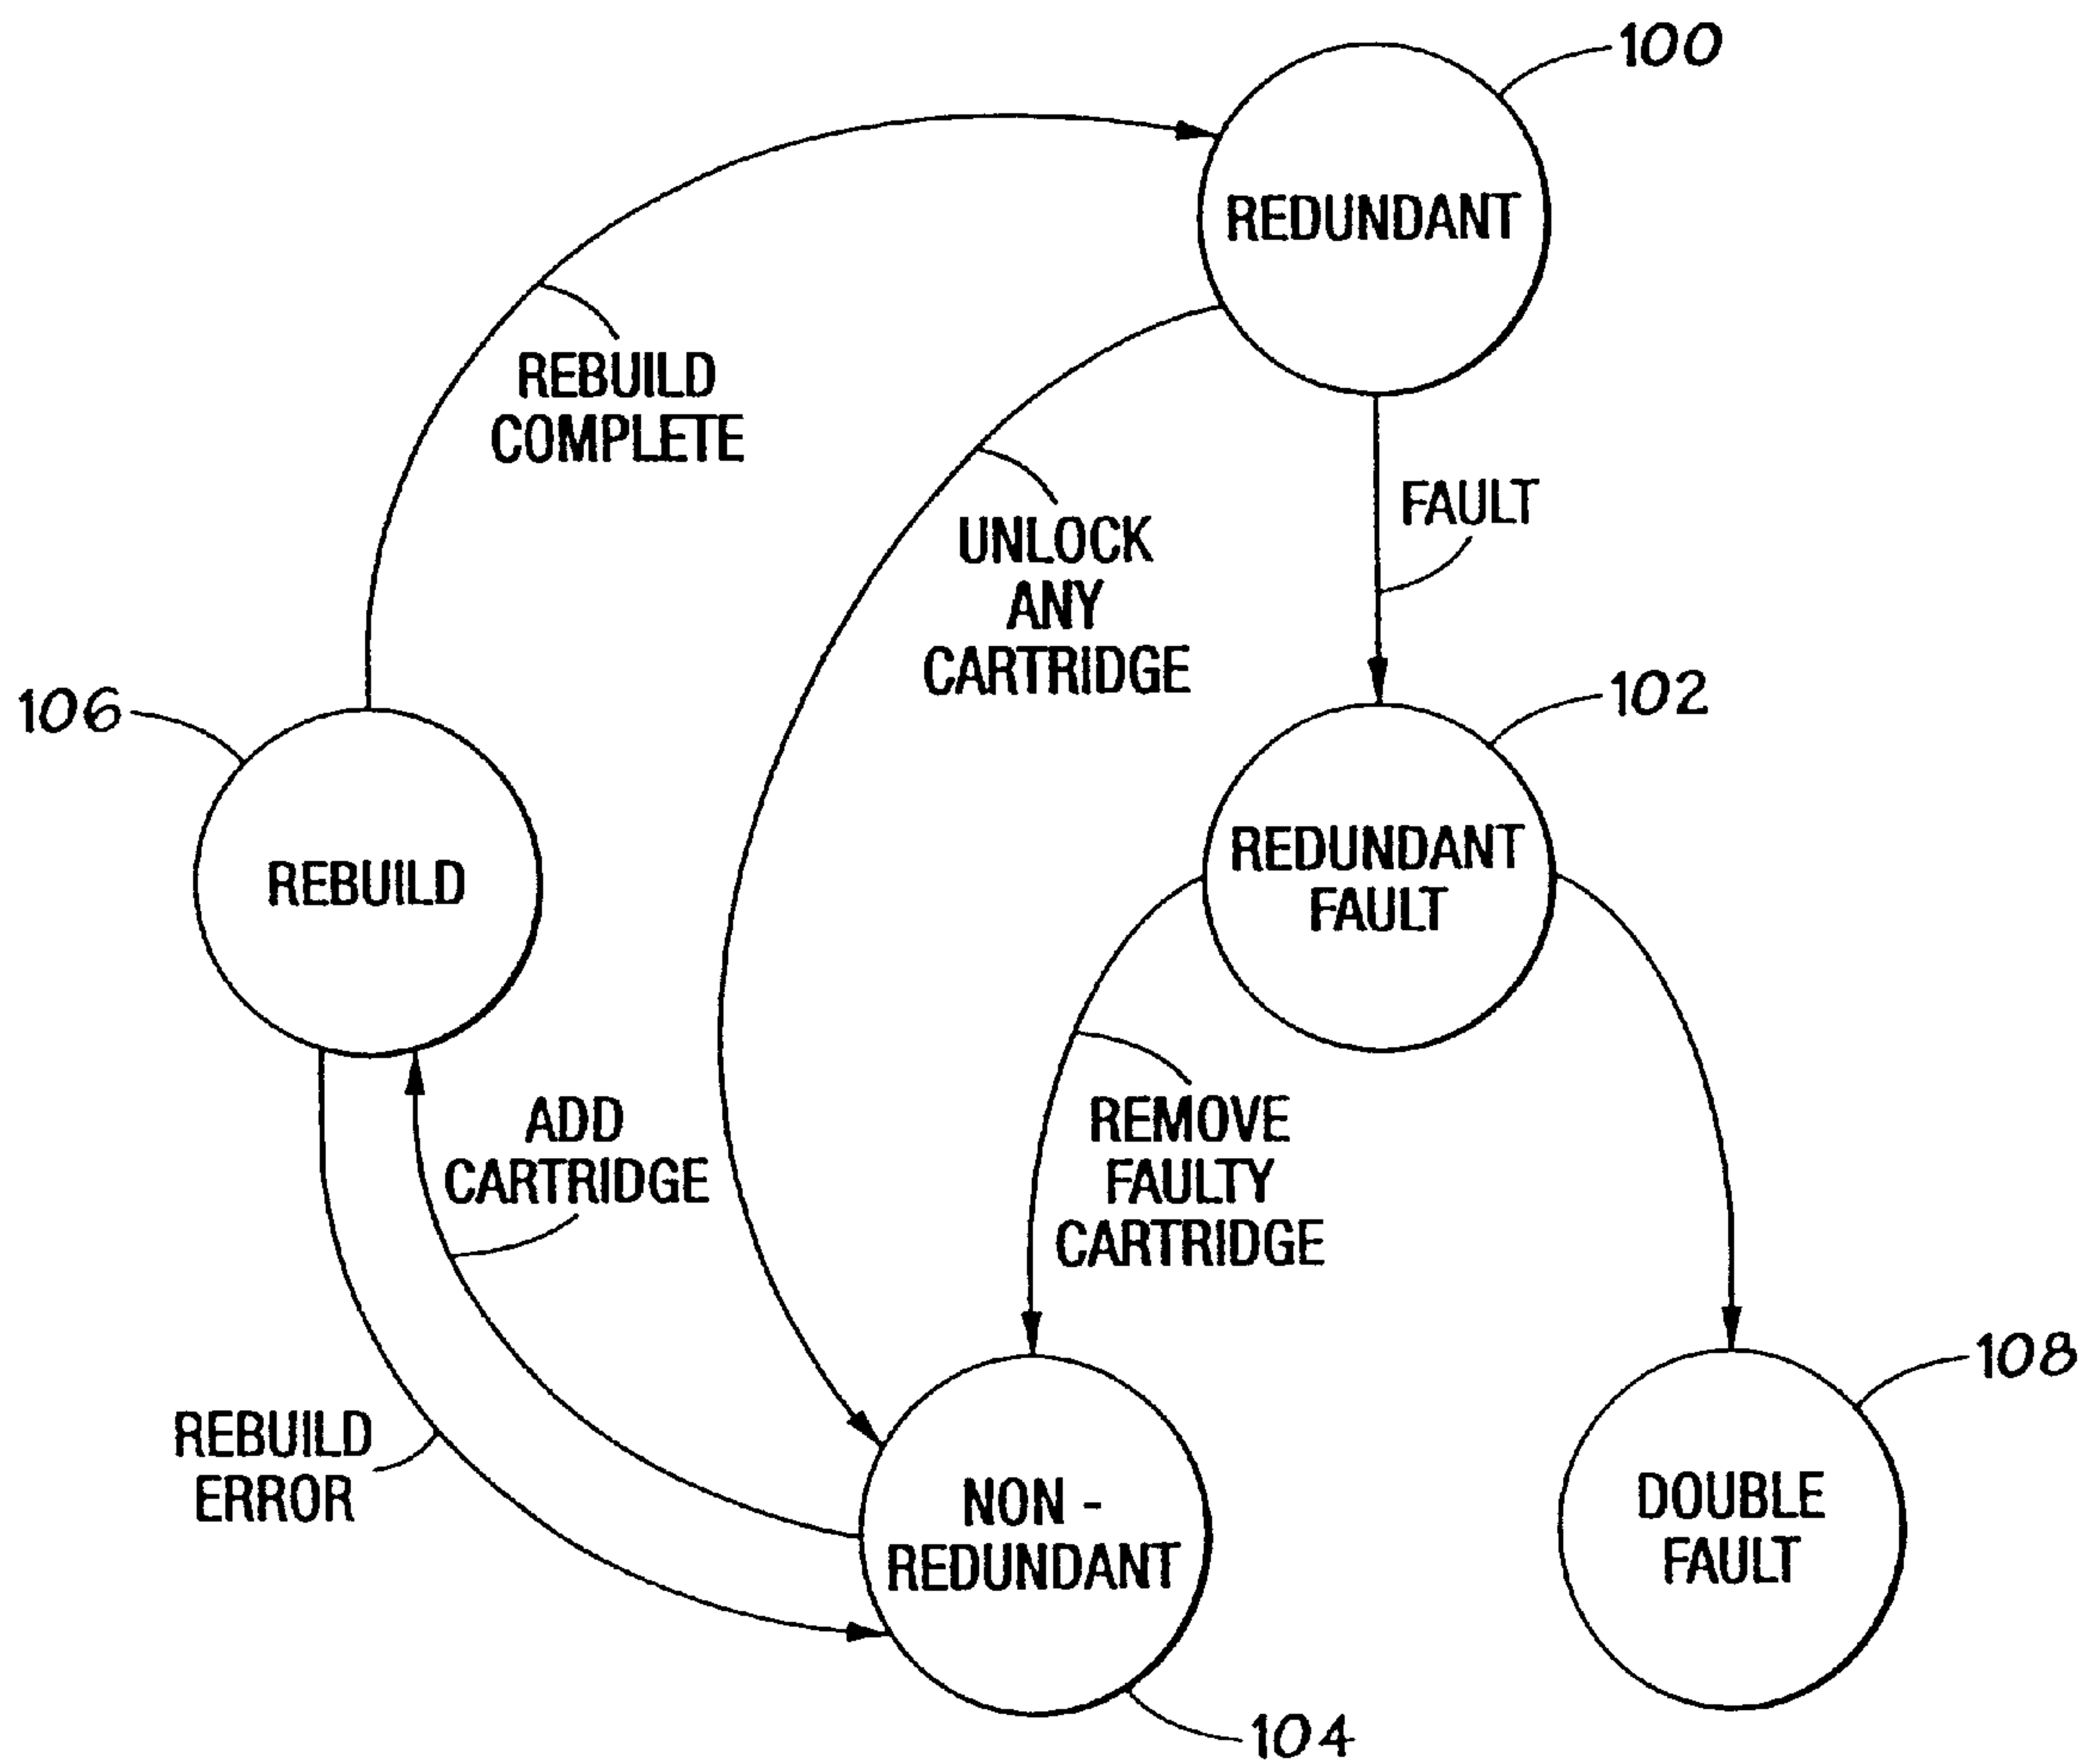 100
REDUNDANT
REBUILD
COMPLETE
FAULT
UNLOCK
ANY
CARTRIDGE
102
106
REDUNDANT
FAULT
REBUILD
ADD
CARTRIDGE
REMOVE
FAULTY
CARTRIDGE
108
REBUILD
ERROR
NON -
REDUNDANT
DOUBLE
FAULT
104